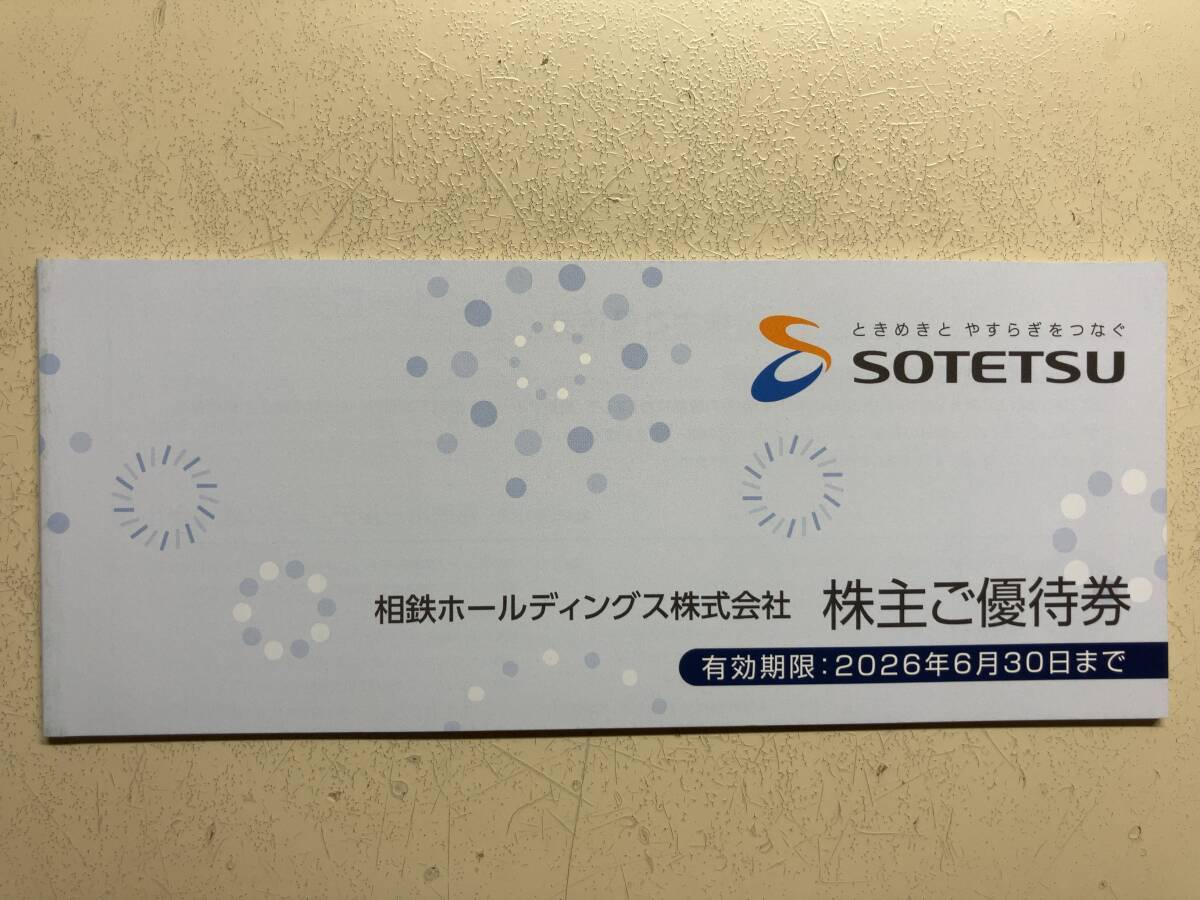 ときめきと やすらぎをつなぐ
SOTETSU
相鉄ホールディングス株式会社 株主ご優待券
有効期限：2026年6月30日まで